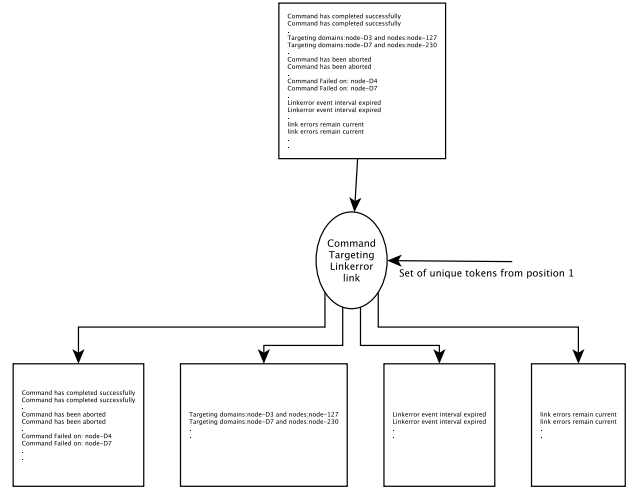 Command has completed successfully
Command has completed successfully
.
Targeting domains:node-D3 and nodes:node-127
Targeting domains:node-D7 and nodes:node-230
.
Command has been aborted
Command has been aborted
.
Command Failed on: node-D4
Command Failed on: node-D7
.
Linkerror event interval expired
Linkerror event interval expired
.
link errors remain current
link errors remain current
.
.
Command
Targeting
Linkerror
link
Set of unique tokens from position 1
Command has completed successfully
Command has completed successfully
.
Command has been aborted
Command has been aborted
.
Command Failed on: node-D4
Command Failed on: node-D7
.
.
Targeting domains:node-D3 and nodes:node-127
Targeting domains:node-D7 and nodes:node-230
.
.
Linkerror event interval expired
Linkerror event interval expired
.
.
link errors remain current
link errors remain current
.
.